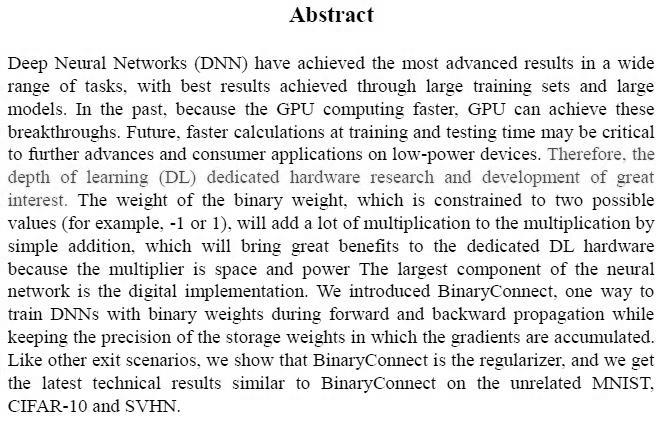 Abstract
Deep Neural Networks (DNN) have achieved the most advanced results in a wide
range of tasks, with best results achieved through large training sets and large
models. In the past, because the GPU computing faster, GPU can achieve these
breakthroughs. Future, faster calculations at training and testing time may be critical
to further advances and consumer applications on low-power devices. Therefore, the
depth of learning (DL) dedicated hardware research and development of great
interest. The weight of the binary weight, which is constrained to two possible
values (for example, -1 or 1), will add a lot of multiplication to the multiplication by
simple addition, which will bring great benefits to the dedicated DL hardware
because the multiplier is space and power The largest component of the neural
network is the digital implementation. We introduced BinaryConnect, one way to
train DNNs with binary weights during forward and backward propagation while
keeping the precision of the storage weights in which the gradients are accumulated.
Like other exit scenarios, we show that BinaryConnect is the regularizer, and we get
the latest technical results similar to BinaryConnect on the unrelated MNIST,
CIFAR-10 and SVHN.